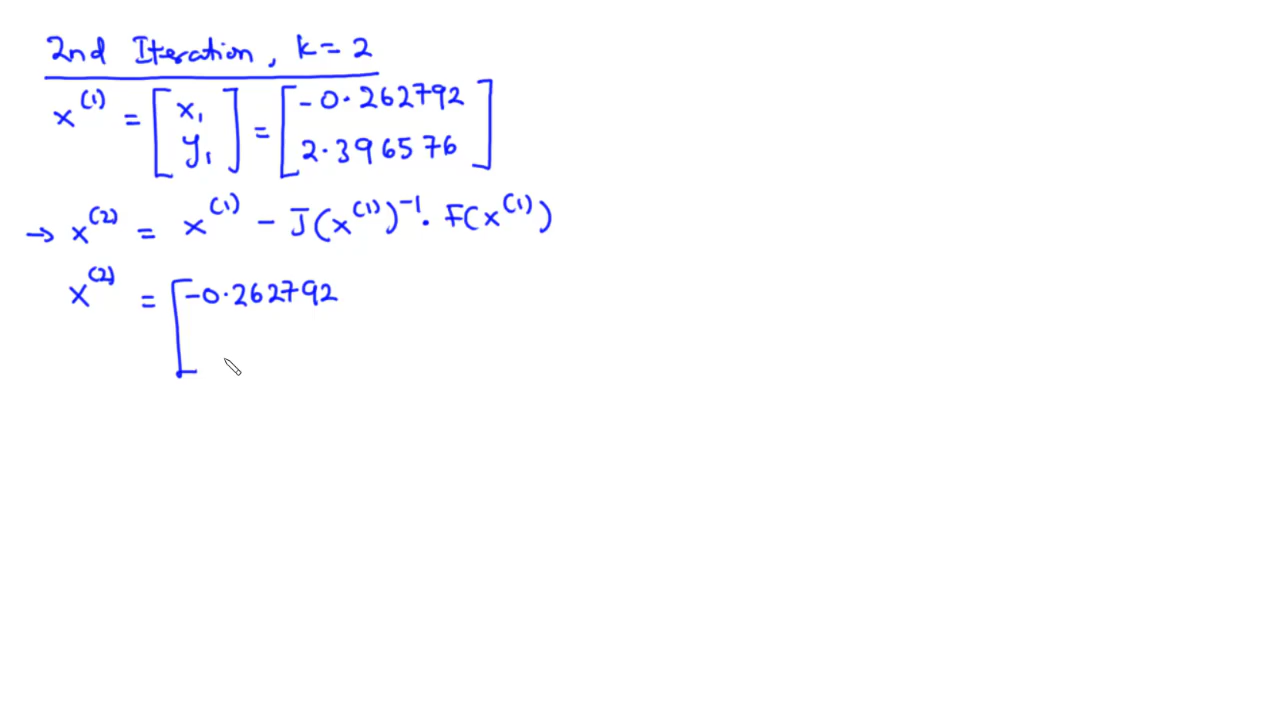 2nd Iteration, k = 2
x^(1) = [x₁ y₁] = [-0.262792 2.396576]
→ x^(2) = x^(1) - J(x^(1))^-1 . F(x^(1))
x^(2) = [-0.262792